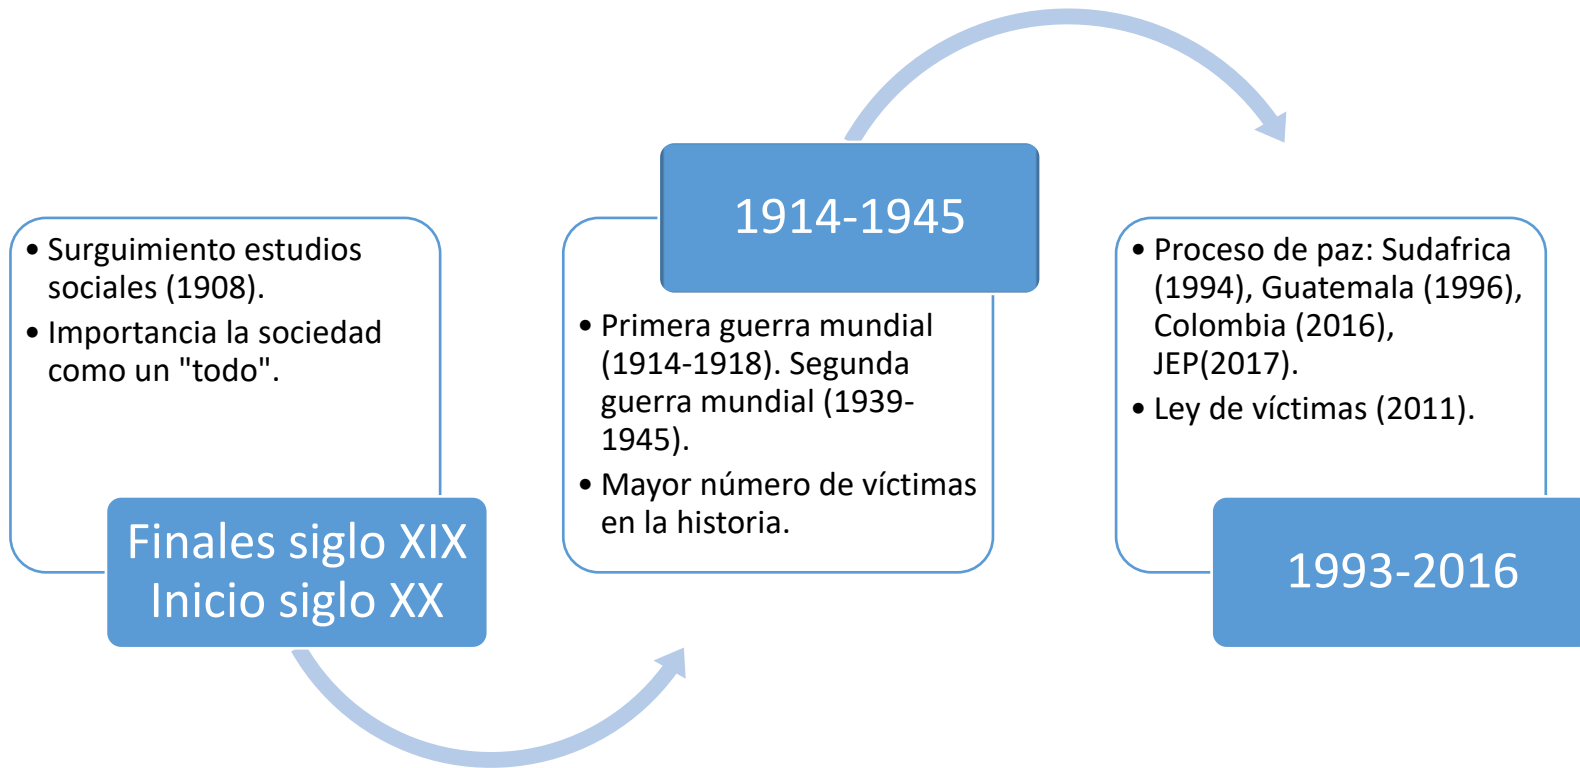 • Surguimiento estudios
sociales (1908).
• Importancia la sociedad
como un "todo".
Finales siglo XIX
Inicio siglo XX
1914-1945
• Primera guerra mundial
(1914-1918). Segunda
guerra mundial (1939-
1945).
• Mayor número de víctimas
en la historia.
• Proceso de paz: Sudafrica
(1994), Guatemala (1996),
Colombia (2016),
JEP(2017).
• Ley de víctimas (2011).
1993-2016